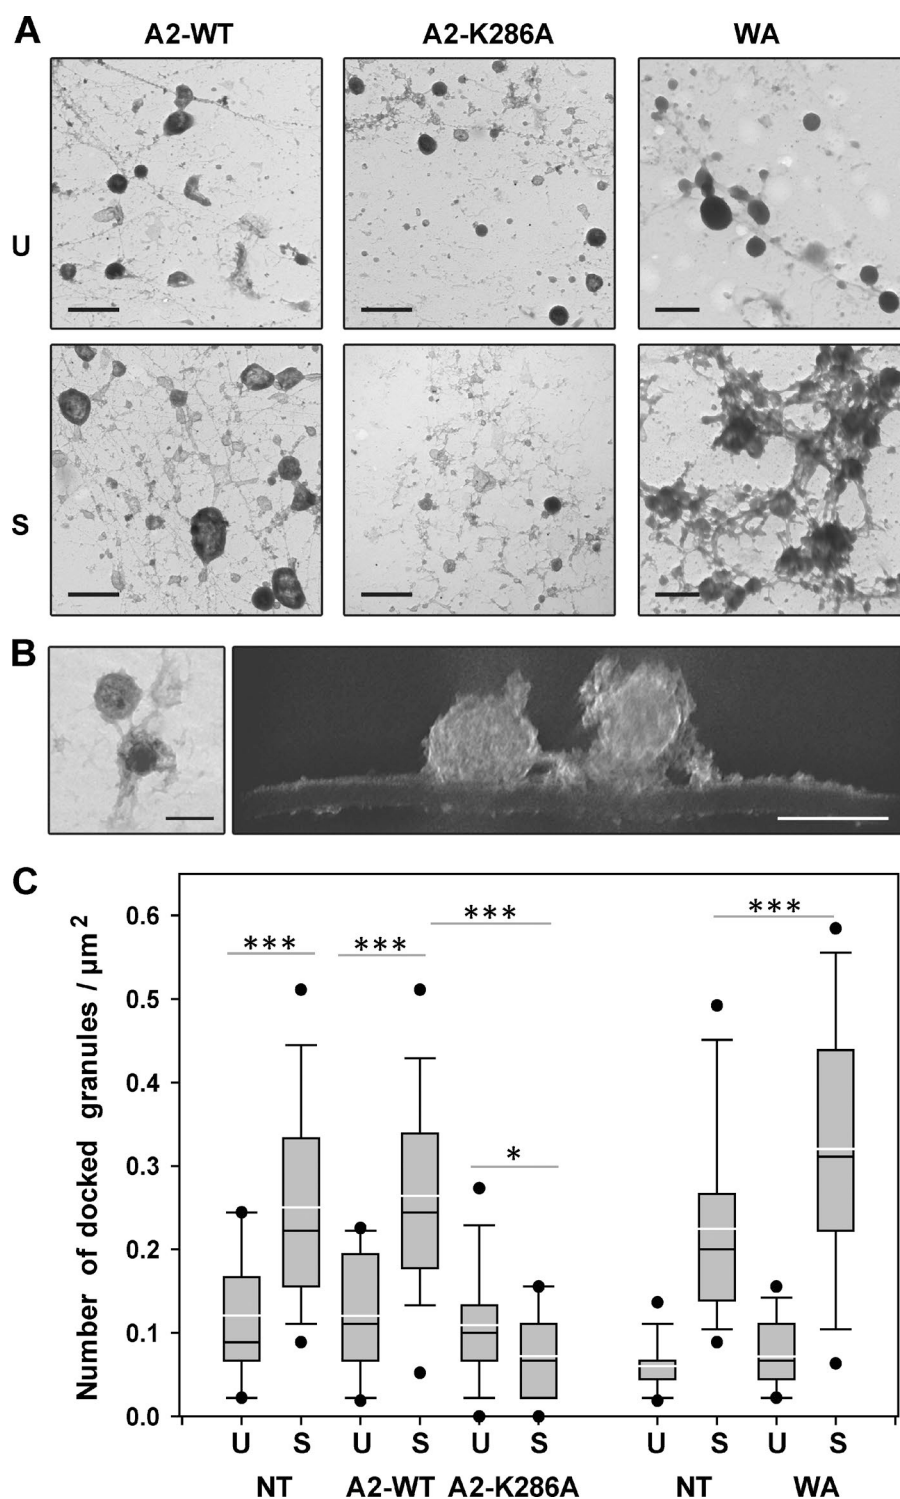 A
A2-WT A2-K286A WA
U
S
B
C
Number of docked granules / µm²
0.6
0.5
0.4
0.3
0.2
0.1
0.0
*** *** *** * ***
U S U S U S U S U S
NT A2-WT A2-K286A NT WA